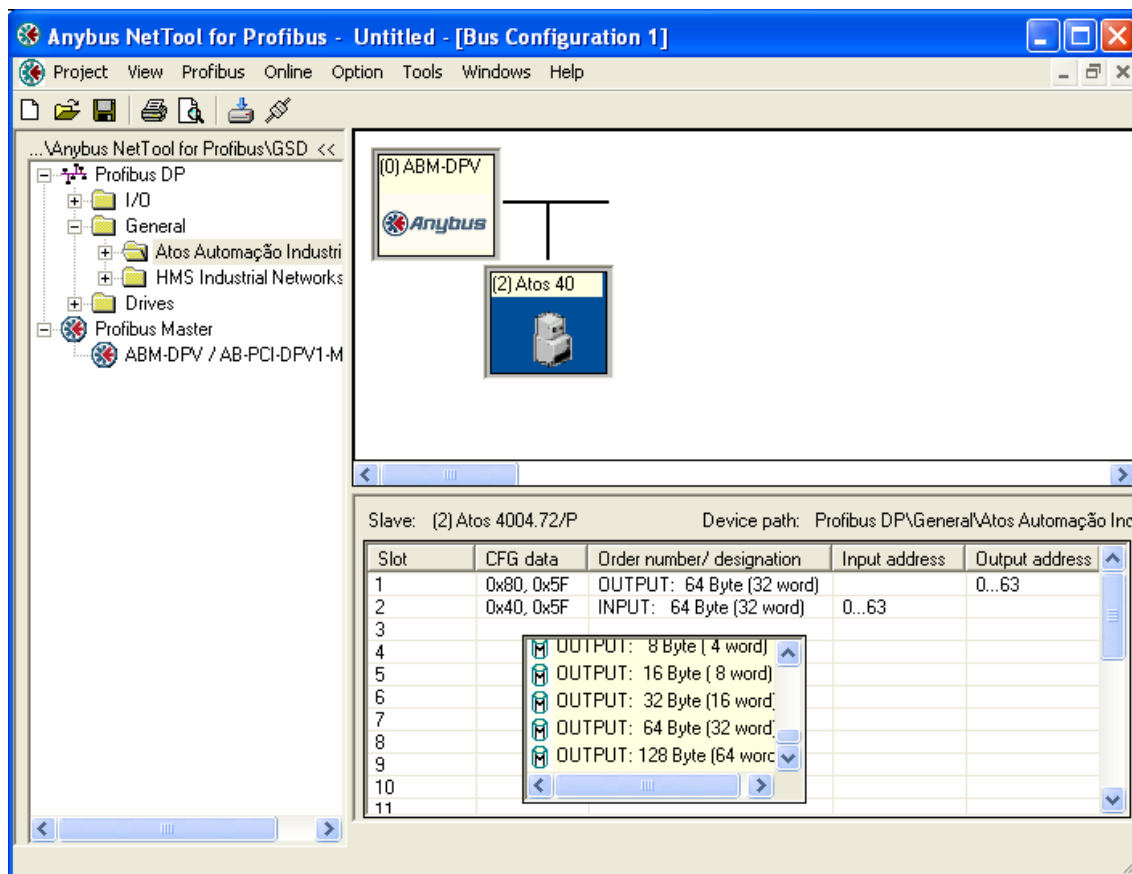 Anybus NetTool for Profibus - Untitled - [Bus Configuration 1]
Project View Profibus Online Option Tools Windows Help
...\Anybus NetTool for Profibus\GSD <<
Profibus DP
I/O
General
Atos Automação Industri
HMS Industrial Networks
Drives
Profibus Master
ABM-DPV / AB-PCI-DPV1-M
(0) ABM-DPV
Anybus
(2) Atos 40
Slave: (2) Atos 4004.72/P Device path: Profibus DP\General\Atos Automação Inc
Slot CFG data Order number/ designation Input address Output address
1 0x80, 0x5F OUTPUT: 64 Byte (32 word) 0...63
2 0x40, 0x5F INPUT: 64 Byte (32 word) 0...63
3
4
5
6
7
8
9
10
11
OUTPUT: 8 Byte ( 4 word)
OUTPUT: 16 Byte ( 8 word)
OUTPUT: 32 Byte (16 word)
OUTPUT: 64 Byte (32 word)
OUTPUT: 128 Byte (64 worc